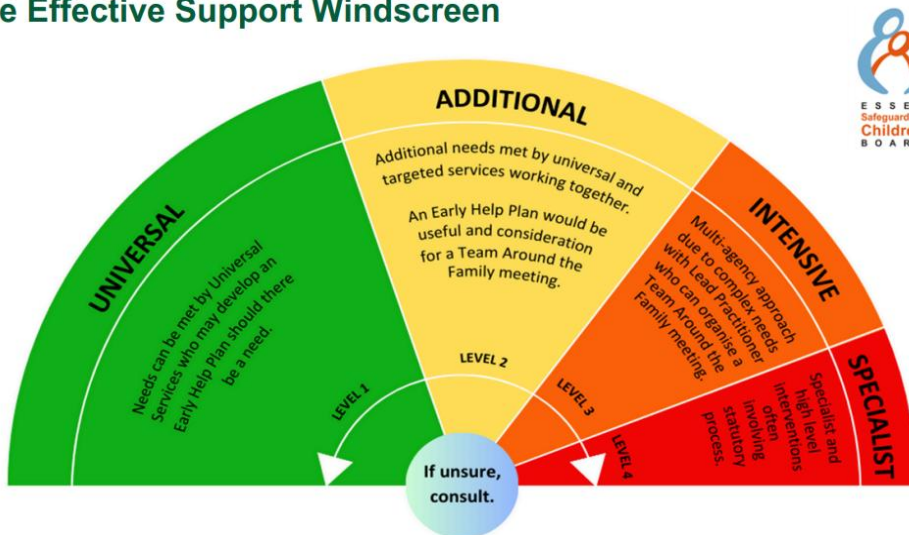 e Effective Support Windscreen
ESSE
Safeguard
Childre
BOAR
UNIVERSAL
Needs can be met by Universal
Services who may develop an
Early Help Plan should there
be a need.
LEVEL 1
ADDITIONAL
Additional needs met by universal and
targeted services working together.
An Early Help Plan would be
useful and consideration
for a Team Around the
Family meeting.
LEVEL 2
INTENSIVE
Multi-agency approach
due to complex needs
with Lead Practitioner
who can organise a
Team Around the
Family meeting.
LEVEL 3
SPECIALIST
Specialist and
high level
interventions
often
involving
statutory
process.
LEVEL 4
If unsure,
consult.